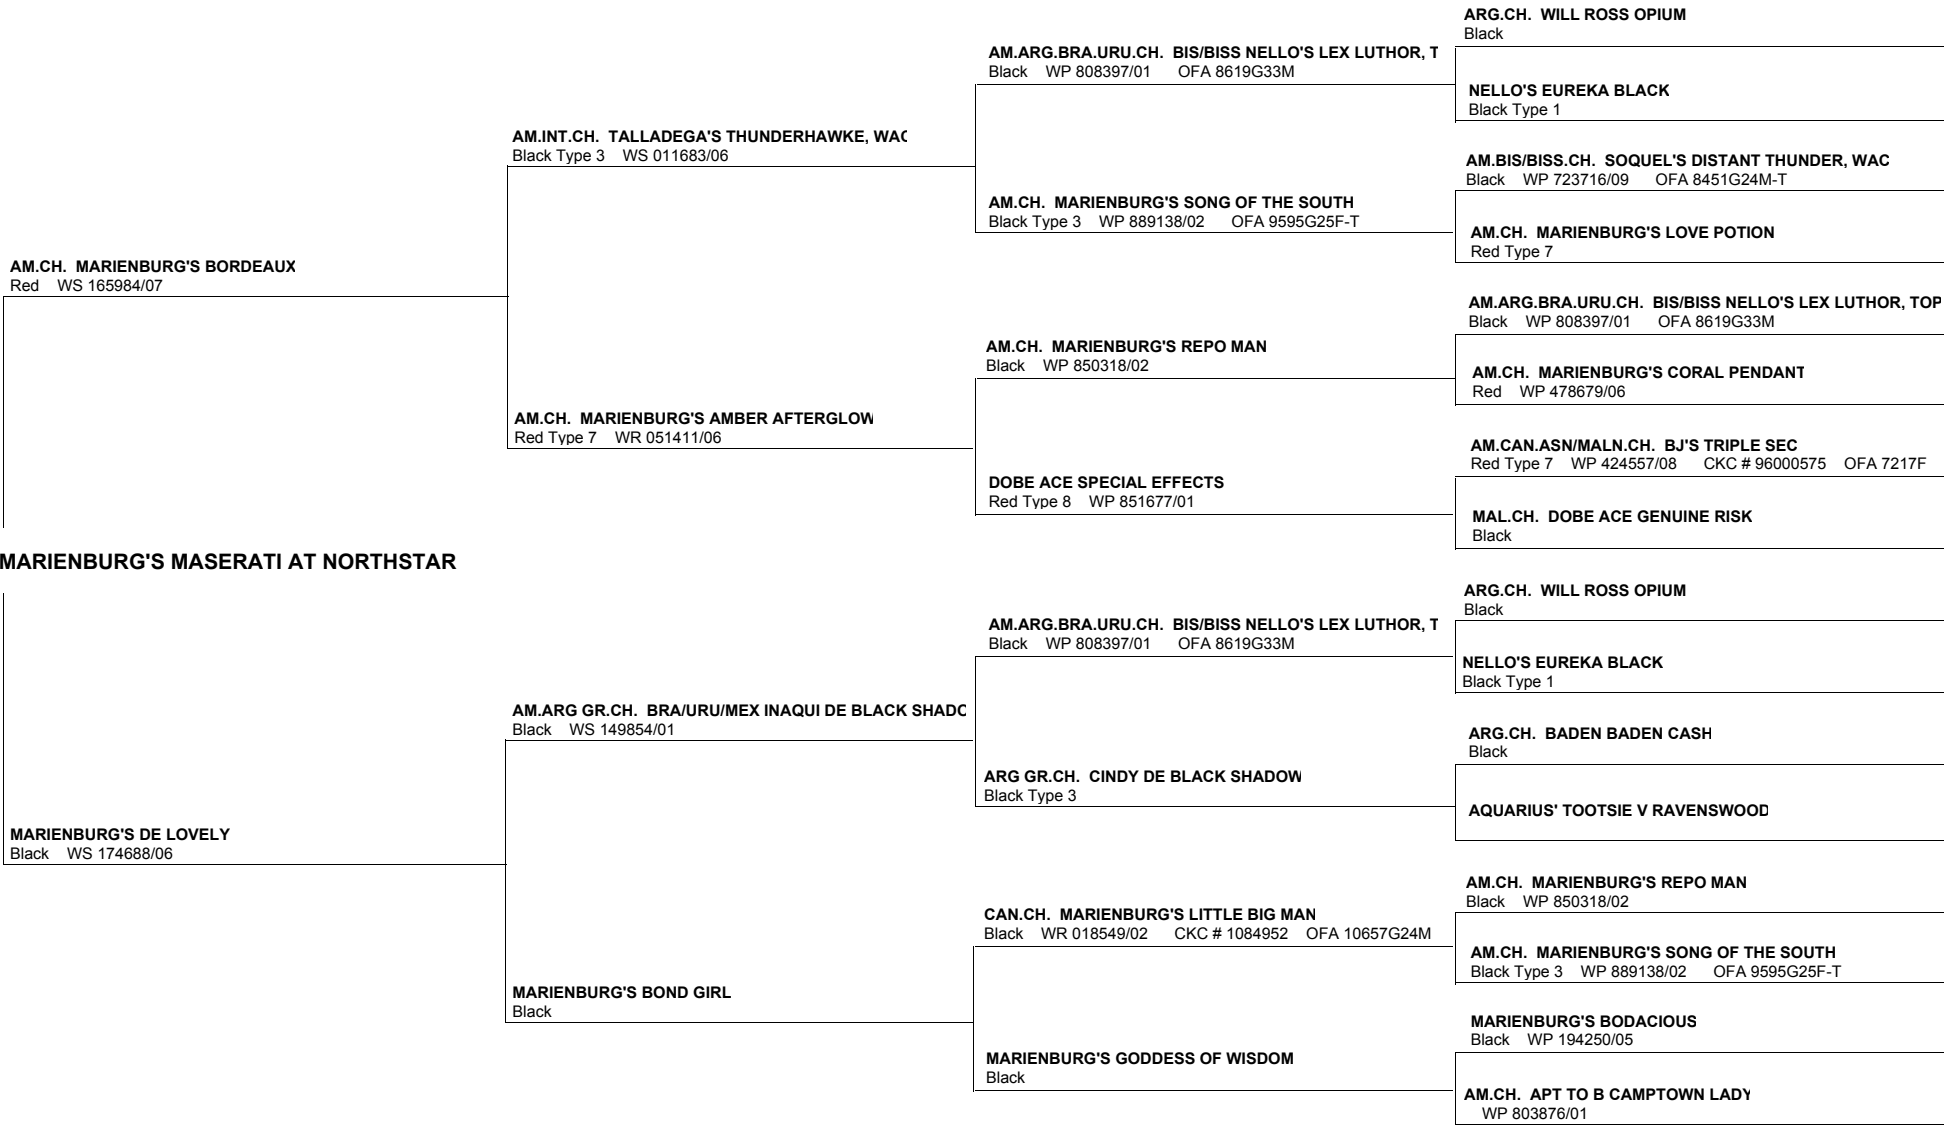 ARG.CH. WILL ROSS OPIUM
Black
AM.ARG.BRA.URU.CH. BIS/BISS NELLO'S LEX LUTHOR, T
Black WP 808397/01 OFA 8619G33M
NELLO'S EUREKA BLACK
Black Type 1
AM.INT.CH. TALLADEGA'S THUNDERHAWKE, WAC
Black Type 3 WS 011683/06
AM.BIS/BISS.CH. SOQUEL'S DISTANT THUNDER, WAC
Black WP 723716/09 OFA 8451G24M-T
AM.CH. MARIENBURG'S SONG OF THE SOUTH
Black Type 3 WP 889138/02 OFA 9595G25F-T
AM.CH. MARIENBURG'S LOVE POTION
Red Type 7
AM.CH. MARIENBURG'S BORDEAUX
Red WS 165984/07
AM.ARG.BRA.URU.CH. BIS/BISS NELLO'S LEX LUTHOR, TOP
Black WP 808397/01 OFA 8619G33M
AM.CH. MARIENBURG'S REPO MAN
Black WP 850318/02
AM.CH. MARIENBURG'S CORAL PENDANT
Red WP 478679/06
AM.CH. MARIENBURG'S AMBER AFTERGLOW
Red Type 7 WR 051411/06
AM.CAN.ASN/MALN.CH. BJ'S TRIPLE SEC
Red Type 7 WP 424557/08 CKC # 96000575 OFA 7217F
DOBE ACE SPECIAL EFFECTS
Red Type 8 WP 851677/01
MAL.CH. DOBE ACE GENUINE RISK
Black
MARIENBURG'S MASERATI AT NORTHSTAR
ARG.CH. WILL ROSS OPIUM
Black
AM.ARG.BRA.URU.CH. BIS/BISS NELLO'S LEX LUTHOR, T
Black WP 808397/01 OFA 8619G33M
NELLO'S EUREKA BLACK
Black Type 1
AM.ARG GR.CH. BRA/URU/MEX INAQUI DE BLACK SHADO
Black WS 149854/01
ARG.CH. BADEN BADEN CASH
Black
ARG GR.CH. CINDY DE BLACK SHADOW
Black Type 3
AQUARIUS' TOOTSIE V RAVENSWOOD
MARIENBURG'S DE LOVELY
Black WS 174688/06
AM.CH. MARIENBURG'S REPO MAN
Black WP 850318/02
CAN.CH. MARIENBURG'S LITTLE BIG MAN
Black WR 018549/02 CKC # 1084952 OFA 10657G24M
AM.CH. MARIENBURG'S SONG OF THE SOUTH
Black Type 3 WP 889138/02 OFA 9595G25F-T
MARIENBURG'S BOND GIRL
Black
MARIENBURG'S BODACIOUS
Black WP 194250/05
MARIENBURG'S GODDESS OF WISDOM
Black
AM.CH. APT TO B CAMPTOWN LADY
WP 803876/01